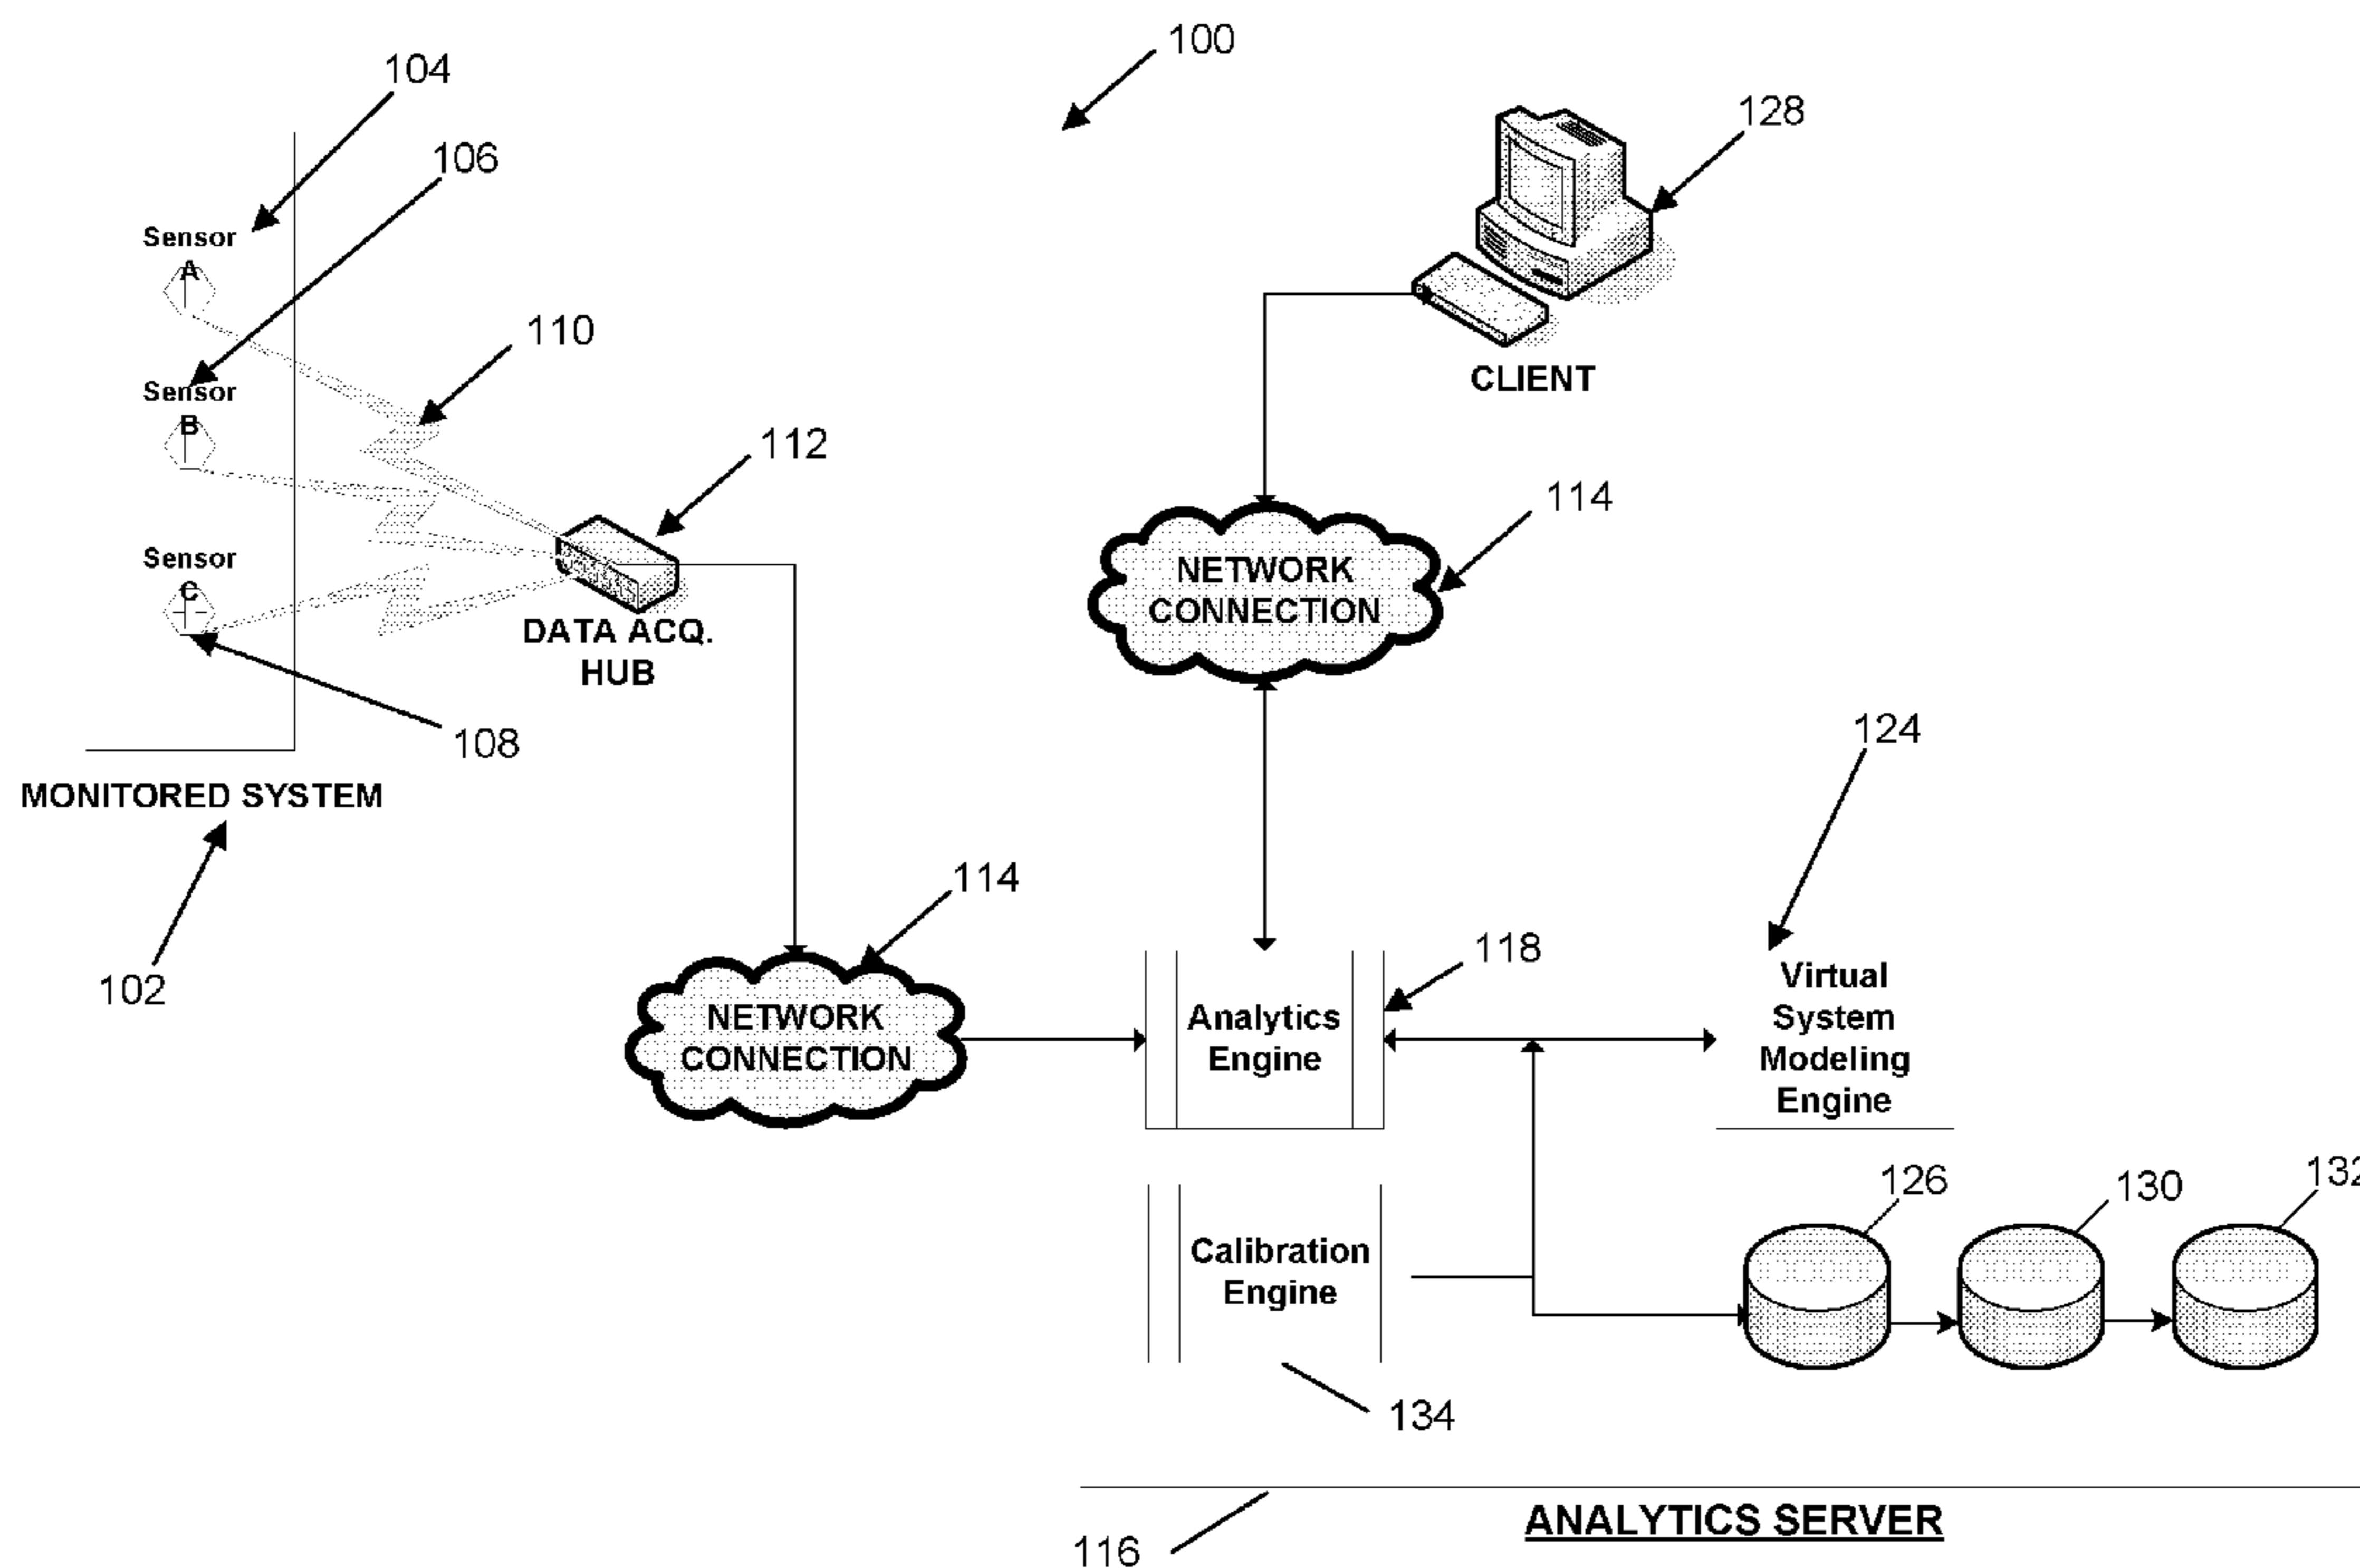 100
104
128
106
Sensor
A
110
Sensor
B
CLIENT
112
114
NETWORK
CONNECTION
Sensor
C
DATA ACQ.
HUB
108
124
MONITORED SYSTEM
114
118
102
Virtual
System
Modeling
Engine
NETWORK
CONNECTION
Analytics
Engine
126
130
132
Calibration
Engine
134
ANALYTICS SERVER
116